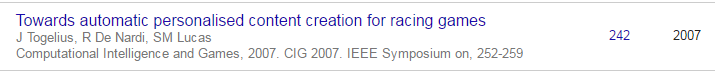 Towards automatic personalised content creation for racing games 242 2007
J Togelius, R De Nardi, SM Lucas
Computational Intelligence and Games, 2007. CIG 2007. IEEE Symposium on, 252-259